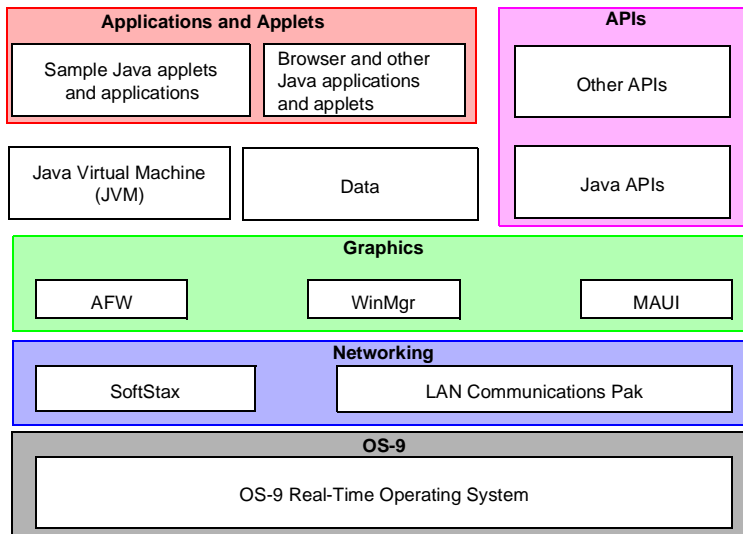 Applications and Applets
Sample Java applets
and applications
Browser and other
Java applications
and applets
APIs
Other APIs
Java APIs
Java Virtual Machine
(JVM)
Data
Graphics
AFW
WinMgr
MAUI
Networking
SoftStax
LAN Communications Pak
OS-9
OS-9 Real-Time Operating System